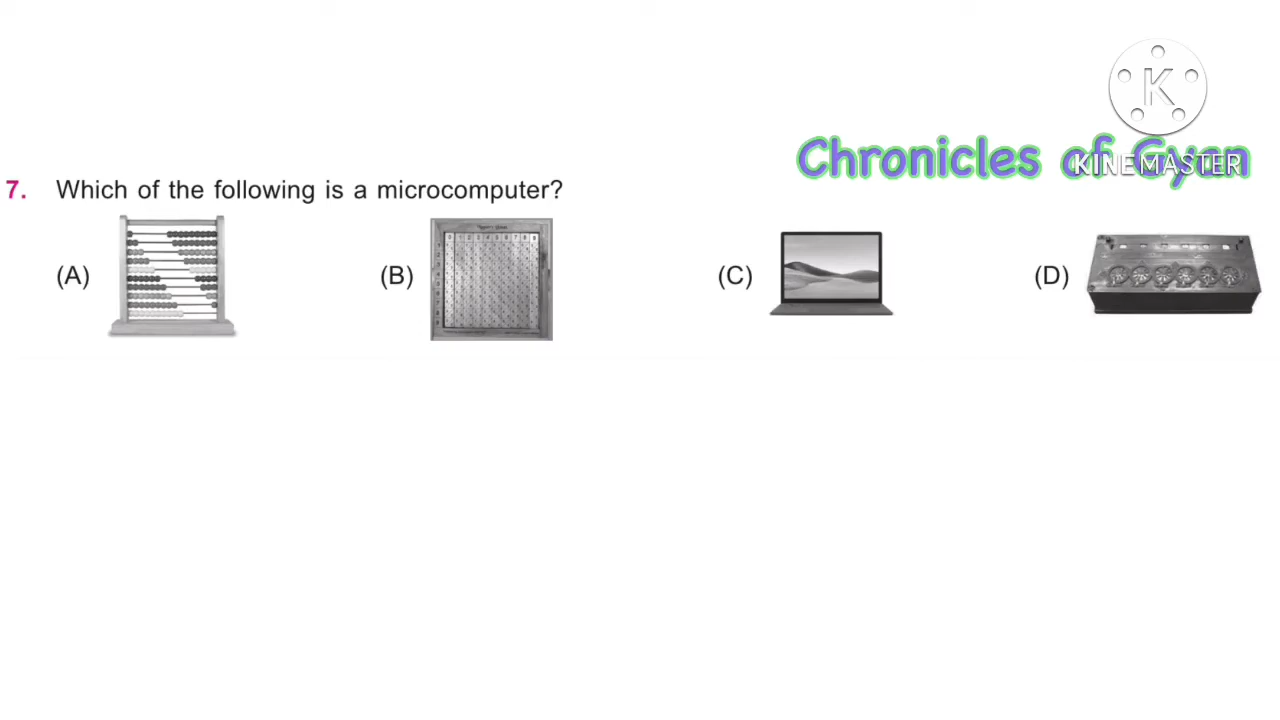 K
Chronicles of Gyan
KINEMASTER
7. Which of the following is a microcomputer?
(A) (B) (C) (D)